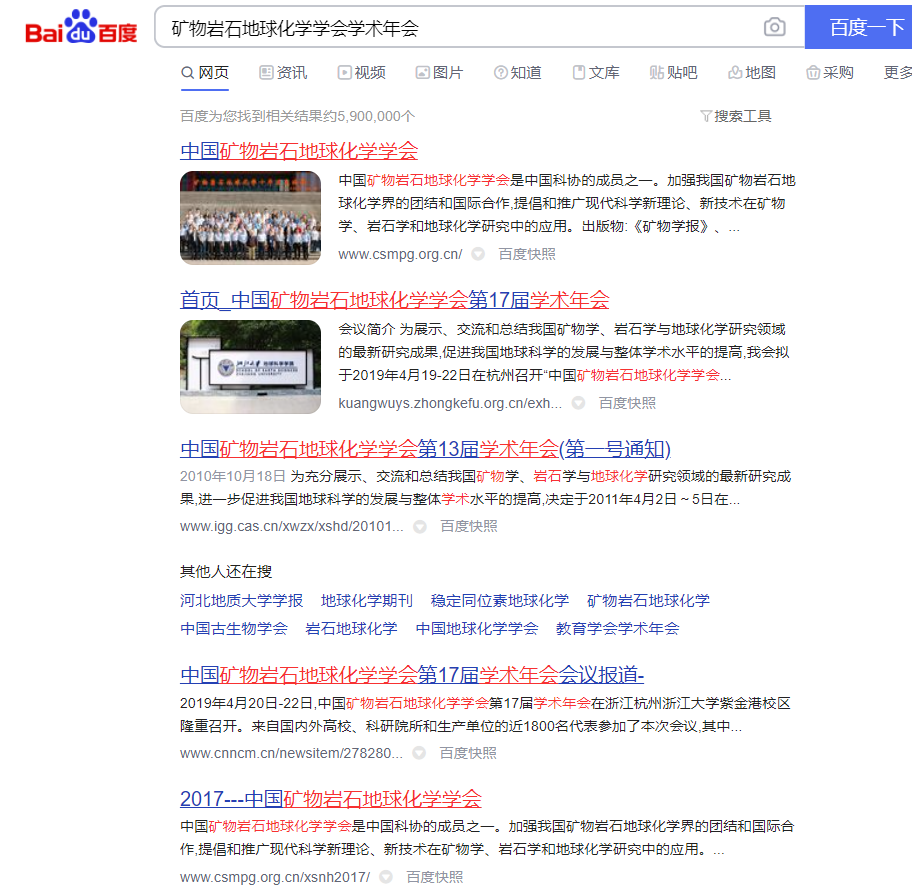 Bai du 百度
矿物岩石地球化学学会学术年会
百度一下
网页 资讯 视频 图片 知道 文库 贴吧 地图 采购 更多
百度为您找到相关结果约5,900,000个
搜索工具
中国矿物岩石地球化学学会
中国矿物岩石地球化学学会是中国科协的成员之一。加强我国矿物岩石地
球化学界的团结和国际合作,提倡和推广现代科学新理论、新技术在矿物
学、岩石学和地球化学研究中的应用。出版物:《矿物学报》、...
www.csmpg.org.cn/ 百度快照
首页_中国矿物岩石地球化学学会第17届学术年会
会议简介 为展示、交流和总结我国矿物学、岩石学与地球化学研究领域
的最新研究成果,促进我国地球科学的发展与整体学术水平的提高,我会拟
于2019年4月19-22日在杭州召开“中国矿物岩石地球化学学会...
kuangwuys.zhongkefu.org.cn/exh... 百度快照
中国矿物岩石地球化学学会第13届学术年会(第一号通知)
2010年10月18日 为充分展示、交流和总结我国矿物学、岩石学与地球化学研究领域的最新研究成
果,进一步促进我国地球科学的发展与整体学术水平的提高,决定于2011年4月2日～5日在...
www.igg.cas.cn/xwzx/xshd/20101... 百度快照
其他人还在搜
河北地质大学学报 地球化学期刊 稳定同位素地球化学 矿物岩石地球化学
中国古生物学会 岩石地球化学 中国地球化学学会 教育学会学术年会
中国矿物岩石地球化学学会第17届学术年会会议报道-
2019年4月20日-22日,中国矿物岩石地球化学学会第17届学术年会在浙江杭州浙江大学紫金港校区
隆重召开。来自国内外高校、科研院所和生产单位的近1800名代表参加了本次会议,其中...
www.cnncm.cn/newsitem/278280... 百度快照
2017---中国矿物岩石地球化学学会
中国矿物岩石地球化学学会是中国科协的成员之一。加强我国矿物岩石地球化学界的团结和国际合
作,提倡和推广现代科学新理论、新技术在矿物学、岩石学和地球化学研究中的应用。...
www.csmpg.org.cn/xsnh2017/ 百度快照